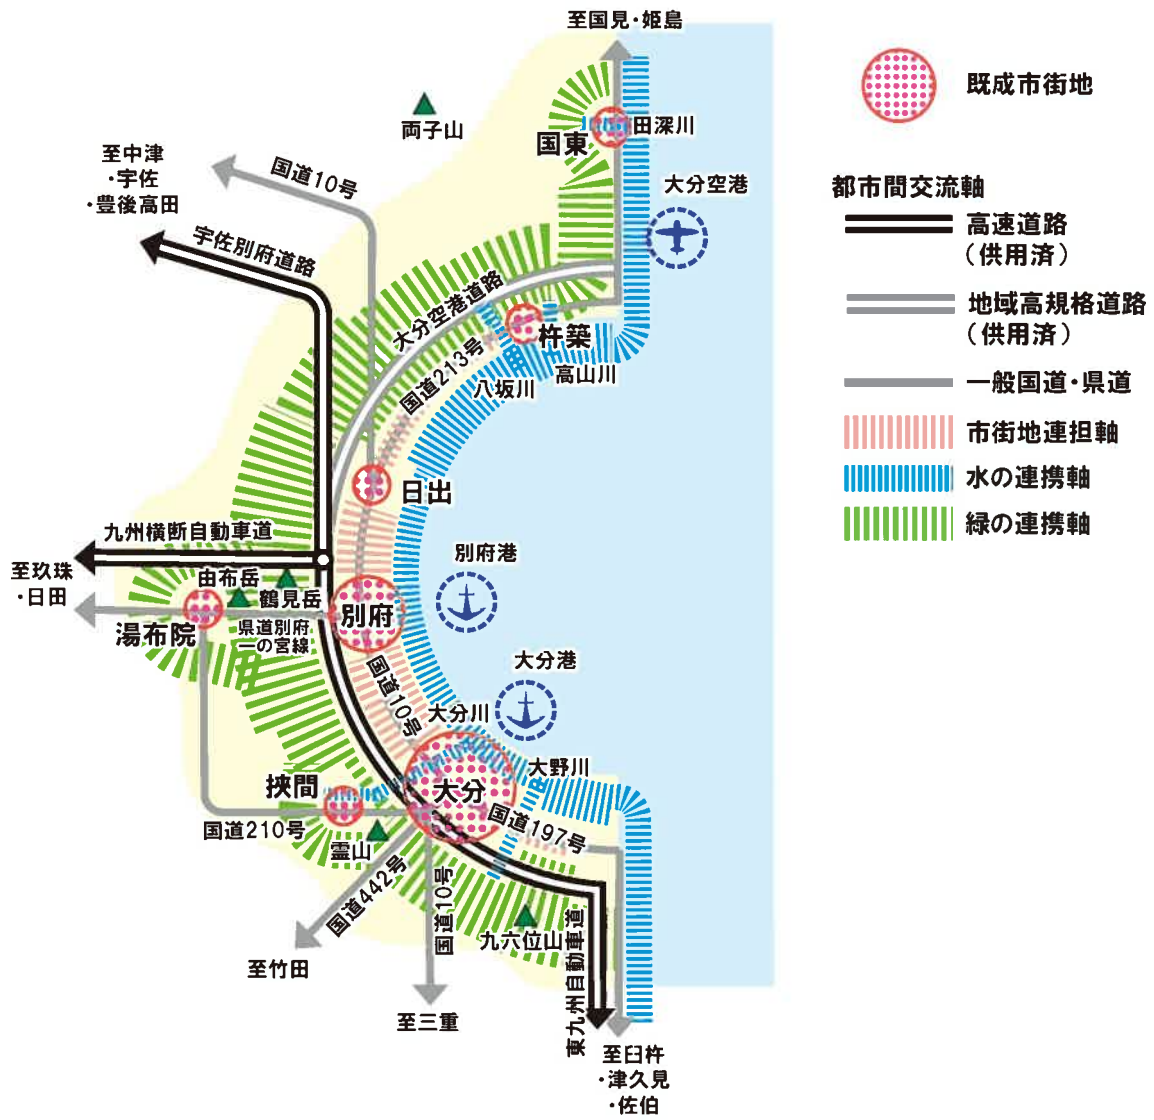 至国見・姫島
両子山
国東
田深川
至中津
・宇佐
・豊後高田
国道10号
大分空港
宇佐別府道路
大分空港道路
国道213号
杵築
八坂川
高山川
日出
九州横断自動車道
別府港
至玖珠
・日田
由布岳
鶴見岳
湯布院
県道別府
一の宮線
別府
大分港
国道10号
大分川
挾間
大分
大野川
国道210号
国道197号
霊山
国道442号
国道10号
九六位山
至竹田
至三重
東九州自動車道
至臼杵
・津久見
・佐伯
既成市街地
都市間交流軸
高速道路
（供用済）
地域高規格道路
（供用済）
一般国道・県道
市街地連担軸
水の連携軸
緑の連携軸